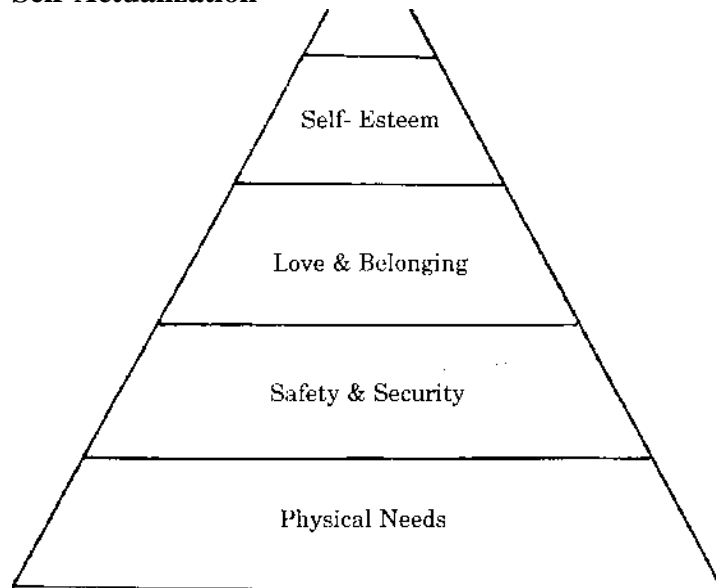 Self-Actualization
Self- Esteem
Love & Belonging
Safety & Security
Physical Needs